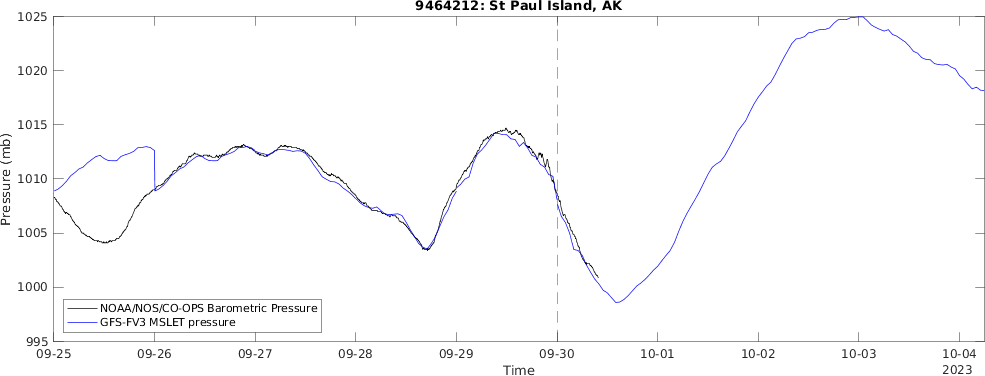 9464212: St Paul Island, AK
Pressure (mb)
1025
1020
1015
1010
1005
1000
995
NOAA/NOS/CO-OPS Barometric Pressure
GFS-FV3 MSLET pressure
09-25 09-26 09-27 09-28 09-29 09-30 10-01 10-02 10-03 10-04
Time
2023